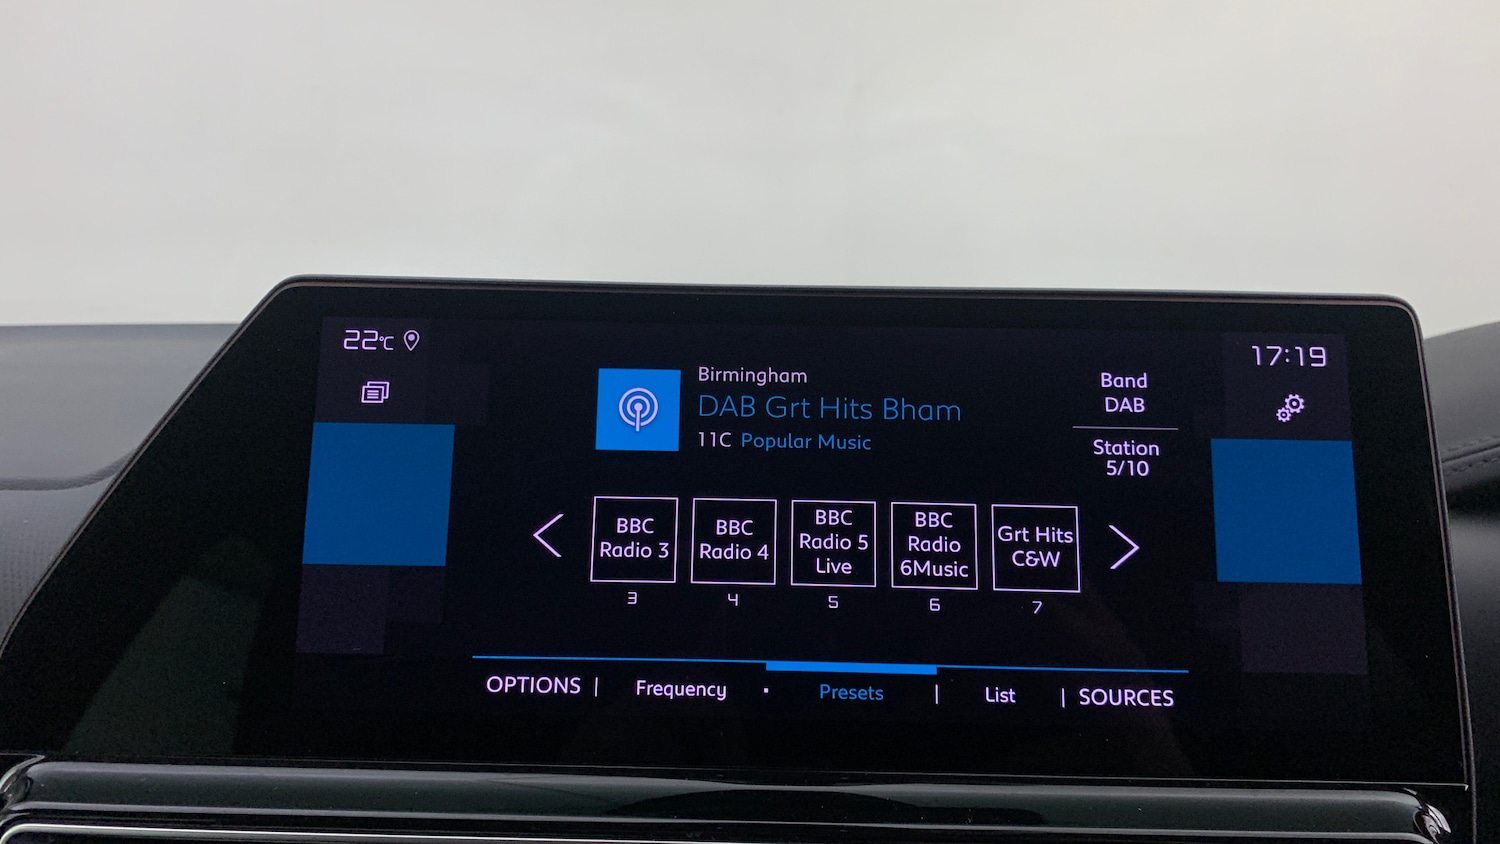 22°C
17:19
Birmingham
DAB Grt Hits Bham
11C Popular Music
Band
DAB
Station
5/10
BBC
Radio 3
BBC
Radio 4
BBC
Radio 5
Live
BBC
Radio
6Music
Grt Hits
C&W
3
4
5
6
7
OPTIONS | Frequency · Presets | List | SOURCES